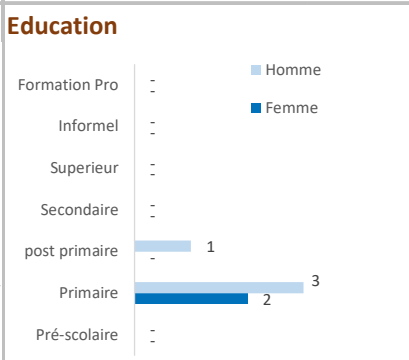 Education
Homme
Femme
Formation Pro - -
Informel - -
Superieur - -
Secondaire - -
post primaire 1 -
Primaire 3 2
Pré-scolaire - -